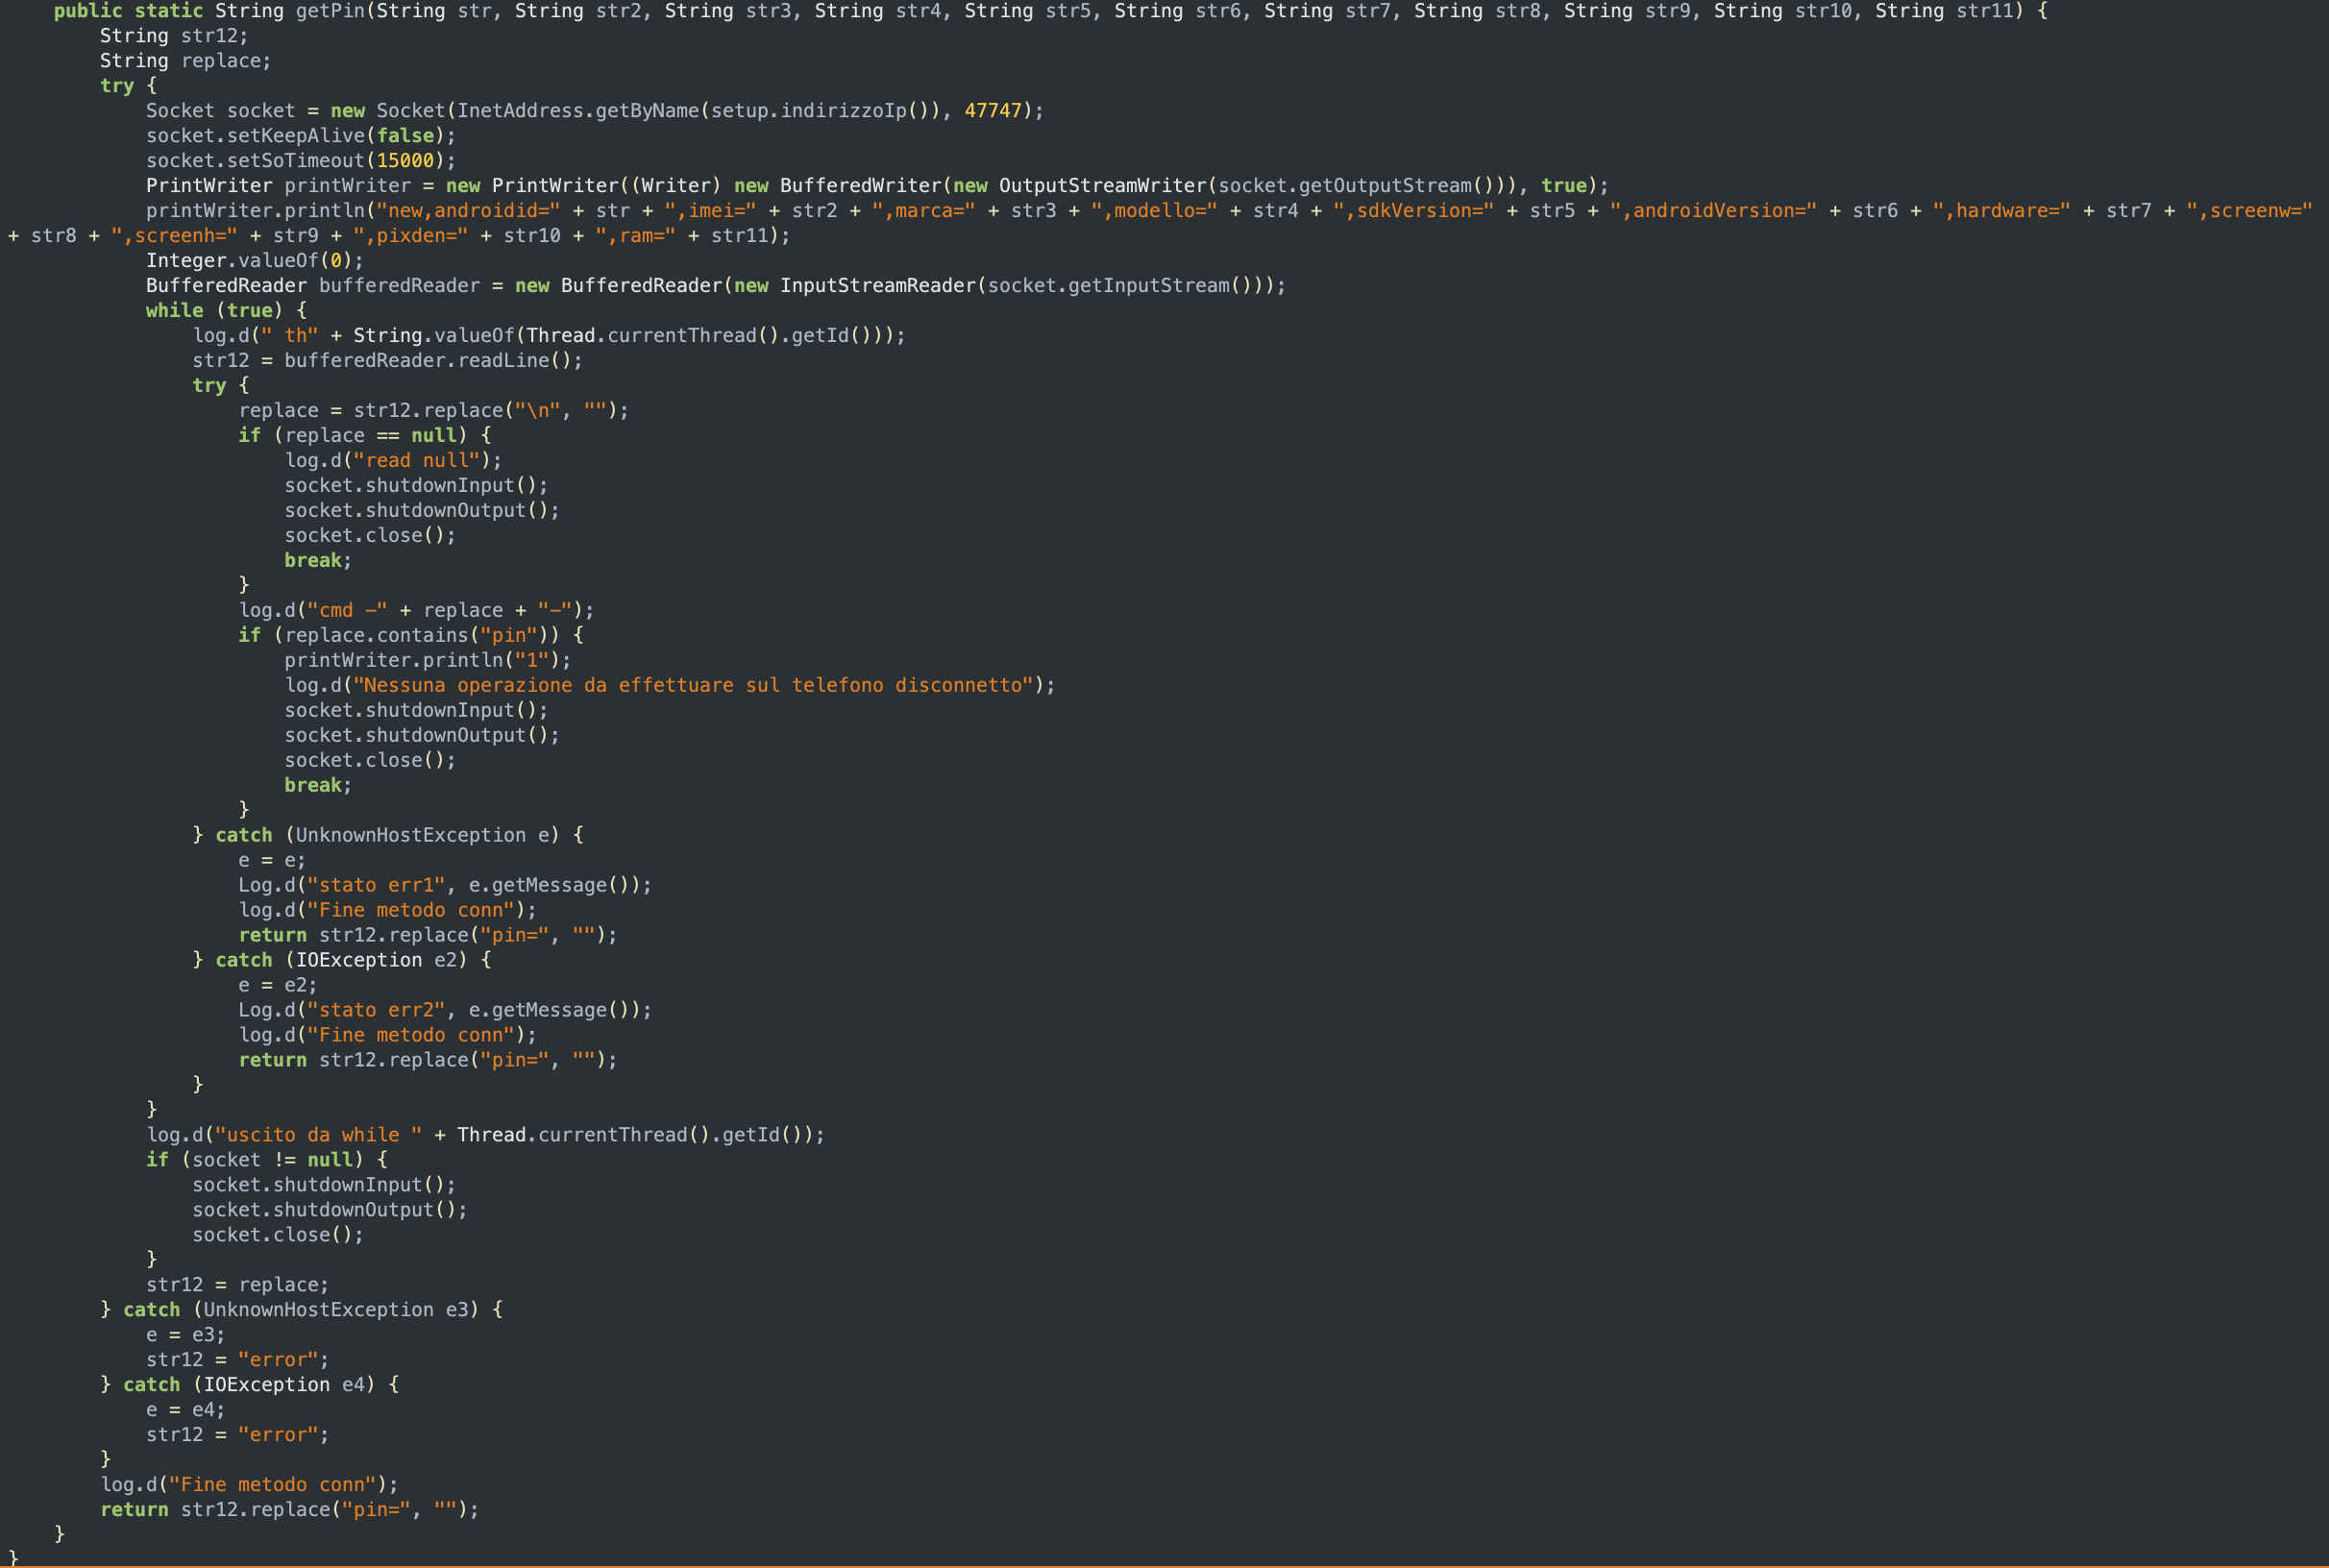 public static String getPin(String str, String str2, String str3, String str4, String str5, String str6, String str7, String str8, String str9, String str10, String str11) {
String str12;
String replace;
try {
Socket socket = new Socket(InetAddress.getByName(setup.indirizzoIp()), 47747);
socket.setKeepAlive(false);
socket.setSoTimeout(15000);
PrintWriter printWriter = new PrintWriter((Writer) new BufferedWriter(new OutputStreamWriter(socket.getOutputStream())), true);
printWriter.println("new,androidid=" + str + ",imei=" + str2 + ",marca=" + str3 + ",modello=" + str4 + ",sdkVersion=" + str5 + ",androidVersion=" + str6 + ",hardware=" + str7 + ",screenw="
+ str8 + ",screenh=" + str9 + ",pixden=" + str10 + ",ram=" + str11);
Integer.valueOf(0);
BufferedReader bufferedReader = new BufferedReader(new InputStreamReader(socket.getInputStream()));
while (true) {
log.d(" th" + String.valueOf(Thread.currentThread().getId()));
str12 = bufferedReader.readLine();
try {
replace = str12.replace("\n", "");
if (replace == null) {
log.d("read null");
socket.shutdownInput();
socket.shutdownOutput();
socket.close();
break;
}
log.d("cmd -" + replace + "-");
if (replace.contains("pin")) {
printWriter.println("1");
log.d("Nessuna operazione da effettuare sul telefono disconnetto");
socket.shutdownInput();
socket.shutdownOutput();
socket.close();
break;
}
} catch (UnknownHostException e) {
e = e;
Log.d("stato err1", e.getMessage());
log.d("Fine metodo conn");
return str12.replace("pin=", "");
} catch (IOException e2) {
e = e2;
Log.d("stato err2", e.getMessage());
log.d("Fine metodo conn");
return str12.replace("pin=", "");
}
}
log.d("uscito da while " + Thread.currentThread().getId());
if (socket != null) {
socket.shutdownInput();
socket.shutdownOutput();
socket.close();
}
str12 = replace;
} catch (UnknownHostException e3) {
e = e3;
str12 = "error";
} catch (IOException e4) {
e = e4;
str12 = "error";
}
log.d("Fine metodo conn");
return str12.replace("pin=", "");
}
}